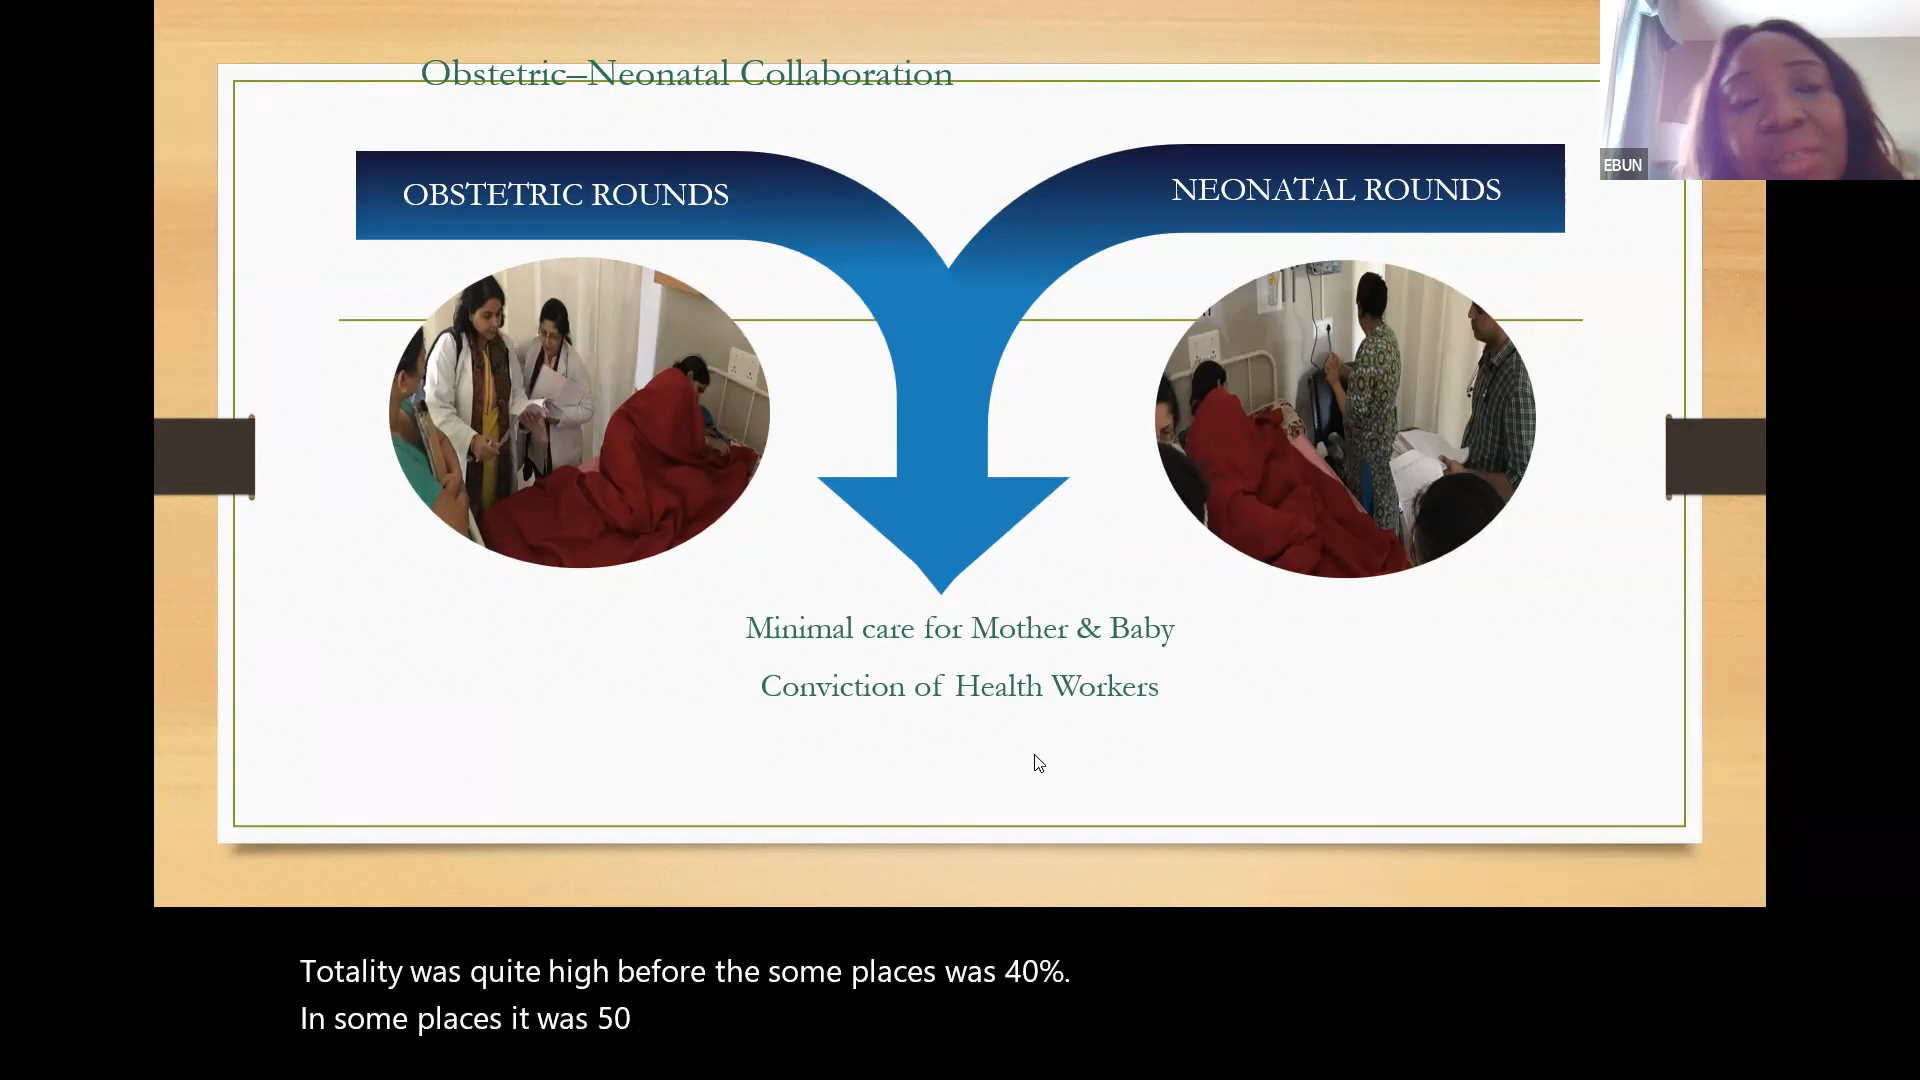 Obstetric–Neonatal Collaboration
EBUN
OBSTETRIC ROUNDS
NEONATAL ROUNDS
Minimal care for Mother & Baby
Conviction of Health Workers
Totality was quite high before the some places was 40%.
In some places it was 50